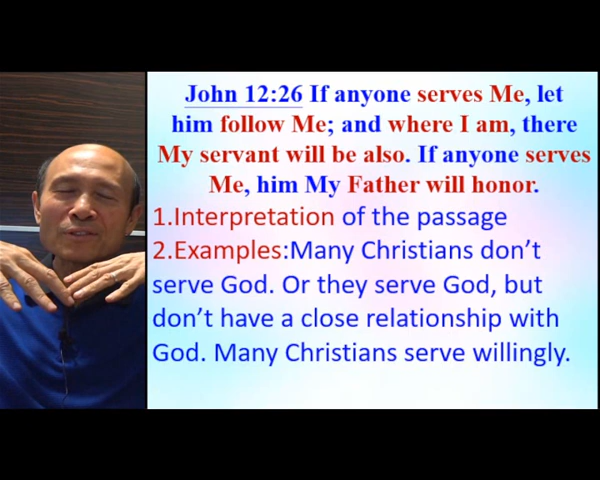 John 12:26 If anyone serves Me, let
him follow Me; and where I am, there
My servant will be also. If anyone serves
Me, him My Father will honor.
1.Interpretation of the passage
2.Examples:Many Christians don’t
serve God. Or they serve God, but
don’t have a close relationship with
God. Many Christians serve willingly.